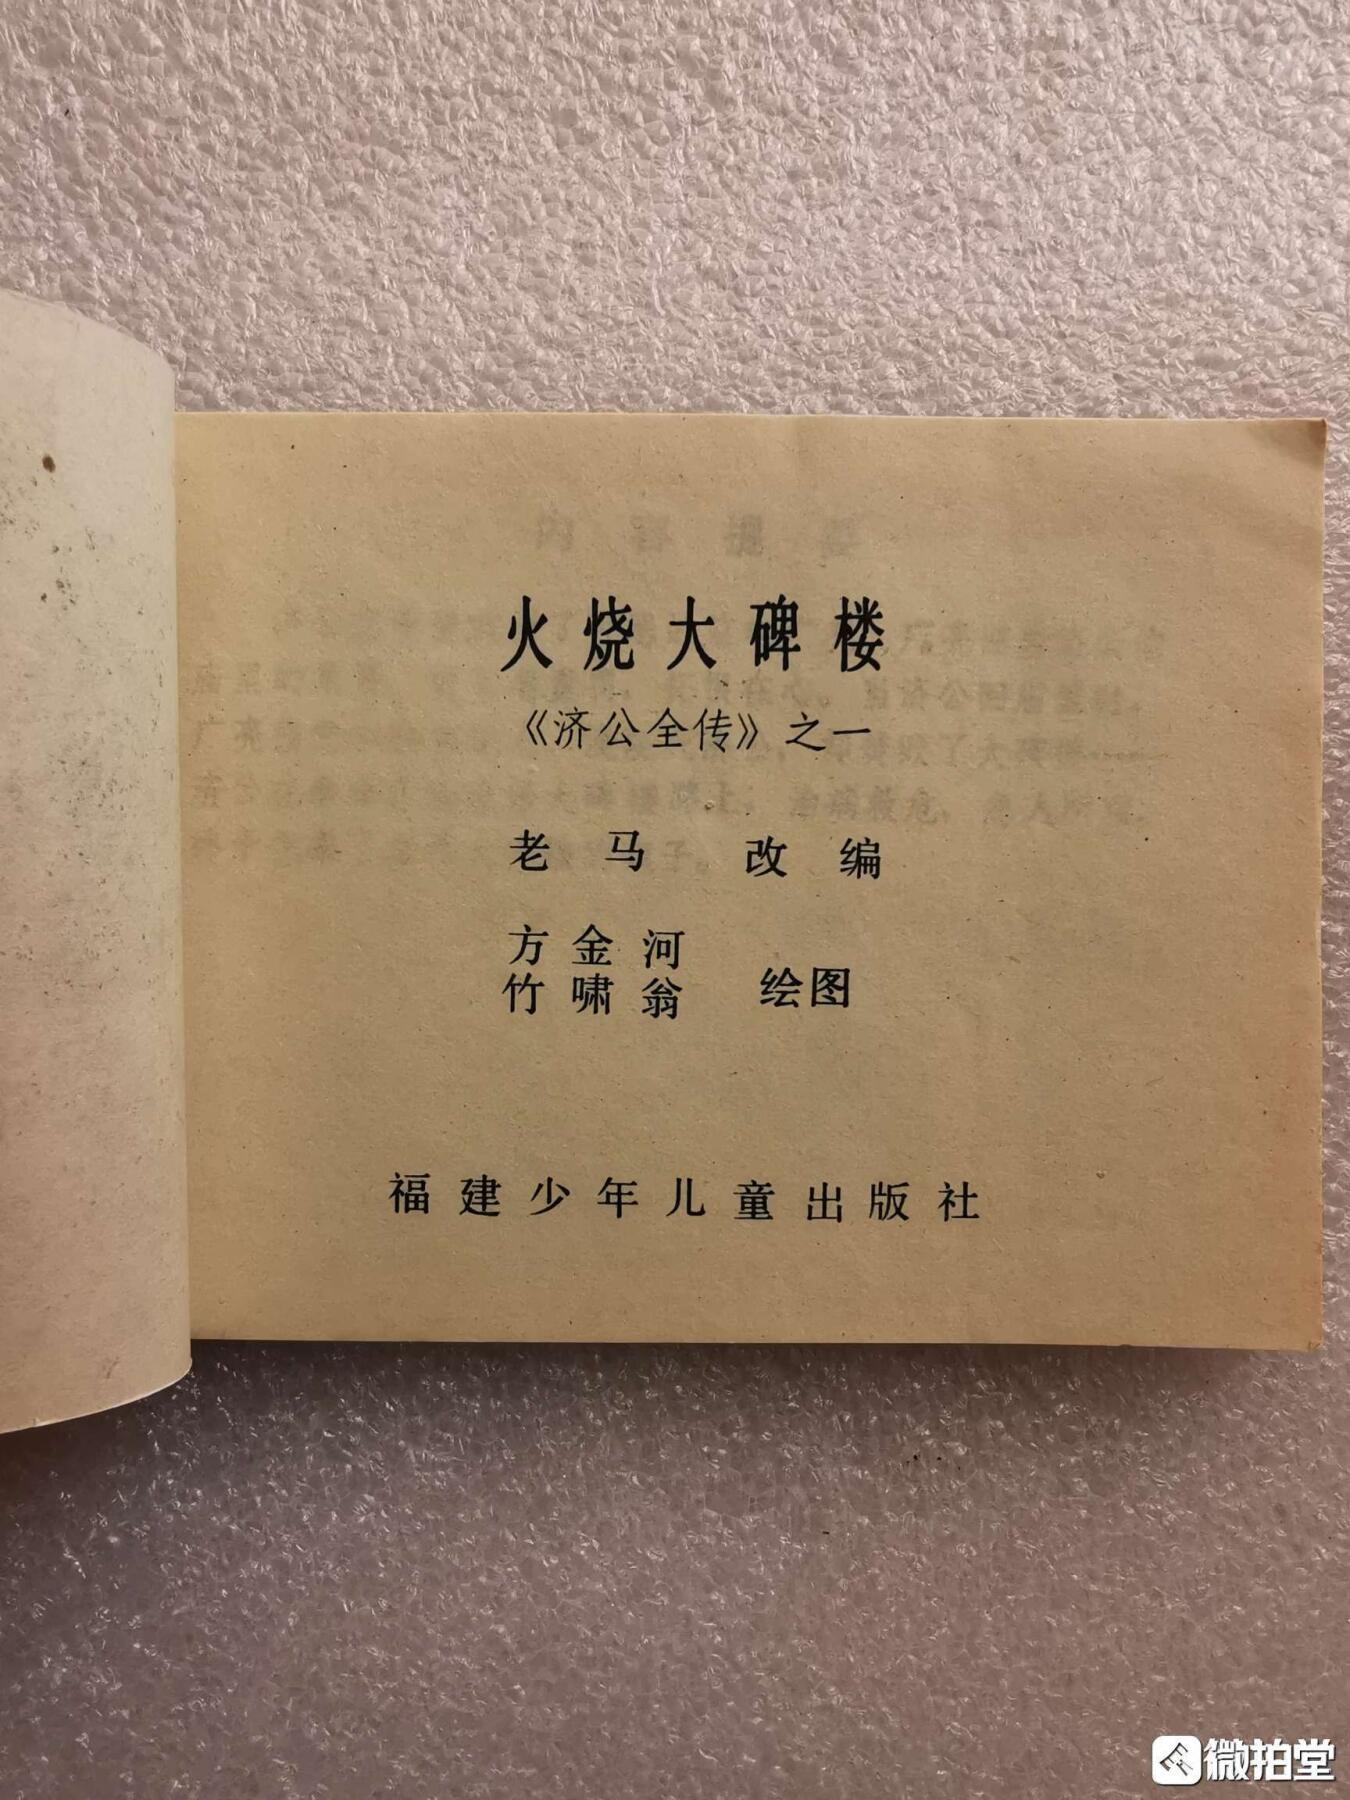 火烧大碑楼
《济公全传》之一
老马 改编
方金河
竹啸翁 绘图
福建少年儿童出版社
微拍堂